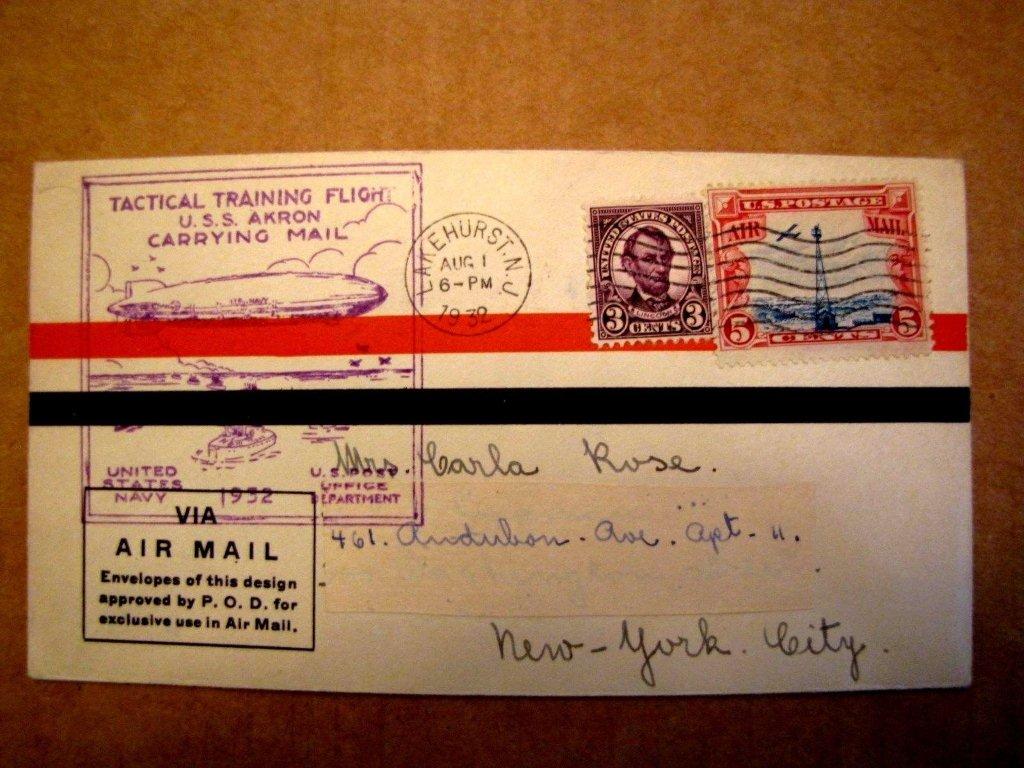 TACTICAL TRAINING FLIGHT
U.S.S. AKRON
CARRYING MAIL
U.S. NAVY
LAKEHURST, N.J.
AUG 1
6-PM
1932
UNITED STATES POSTAGE
LINCOLN
3 CENTS 3
U.S. POSTAGE
AIR MAIL
5 CENTS 5
UNITED
STATES
NAVY
1932
U.S. POST
OFFICE
DEPARTMENT
VIA
AIR MAIL
Envelopes of this design
approved by P. O. D. for
exclusive use in Air Mail.
Mrs. Carla Rose.
461. Audubon. Ave. Apt. 11.
New-York. City.